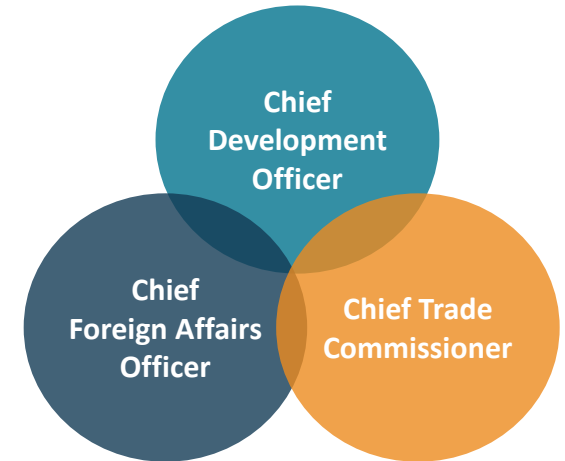 Chief
Development
Officer
Chief
Foreign Affairs
Officer
Chief Trade
Commissioner